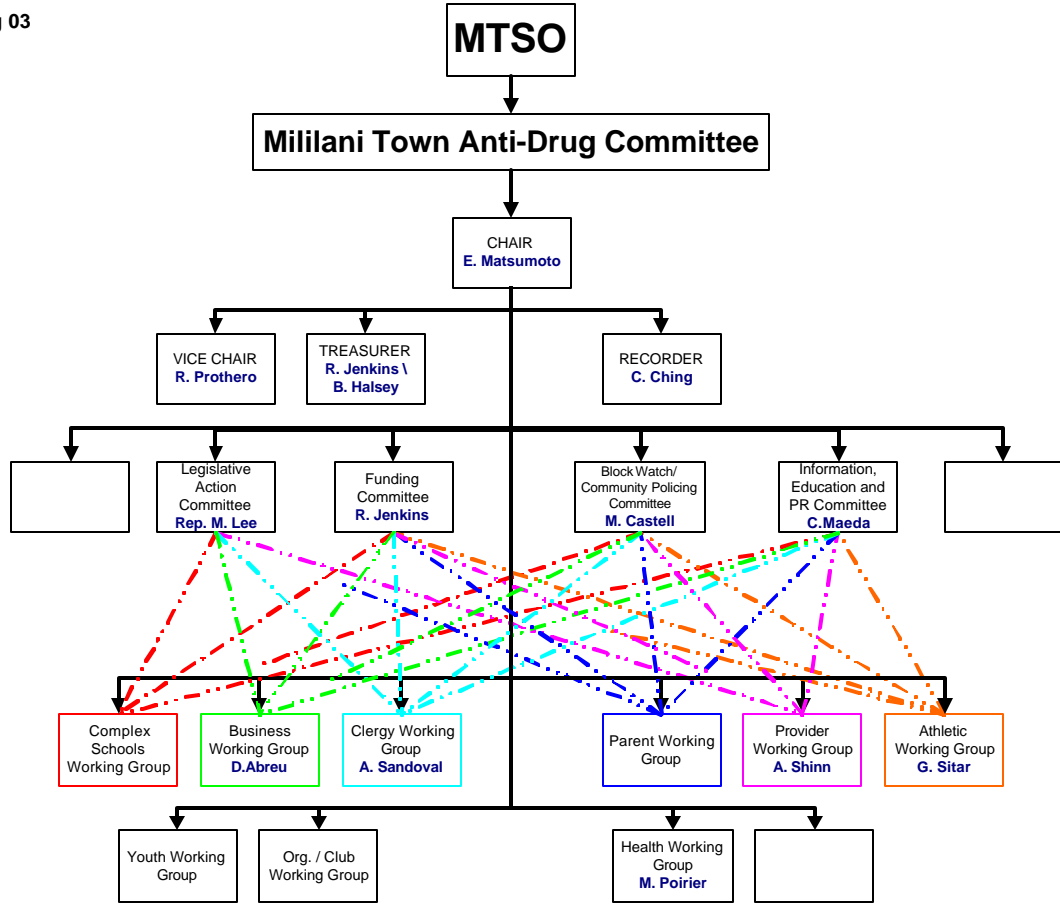 03
MTSO
Mililani Town Anti-Drug Committee
CHAIR
E. Matsumoto
VICE CHAIR
R. Prothero
TREASURER
R. Jenkins \
B. Halsey
RECORDER
C. Ching
Legislative
Action
Committee
Rep. M. Lee
Funding
Committee
R. Jenkins
Block Watch/
Community Policing
Committee
M. Castell
Information,
Education and
PR Committee
C.Maeda
Complex
Schools
Working Group
Business
Working Group
D.Abreu
Clergy Working
Group
A. Sandoval
Parent Working
Group
Provider
Working Group
A. Shinn
Athletic
Working Group
G. Sitar
Youth Working
Group
Org. / Club
Working Group
Health Working
Group
M. Poirier